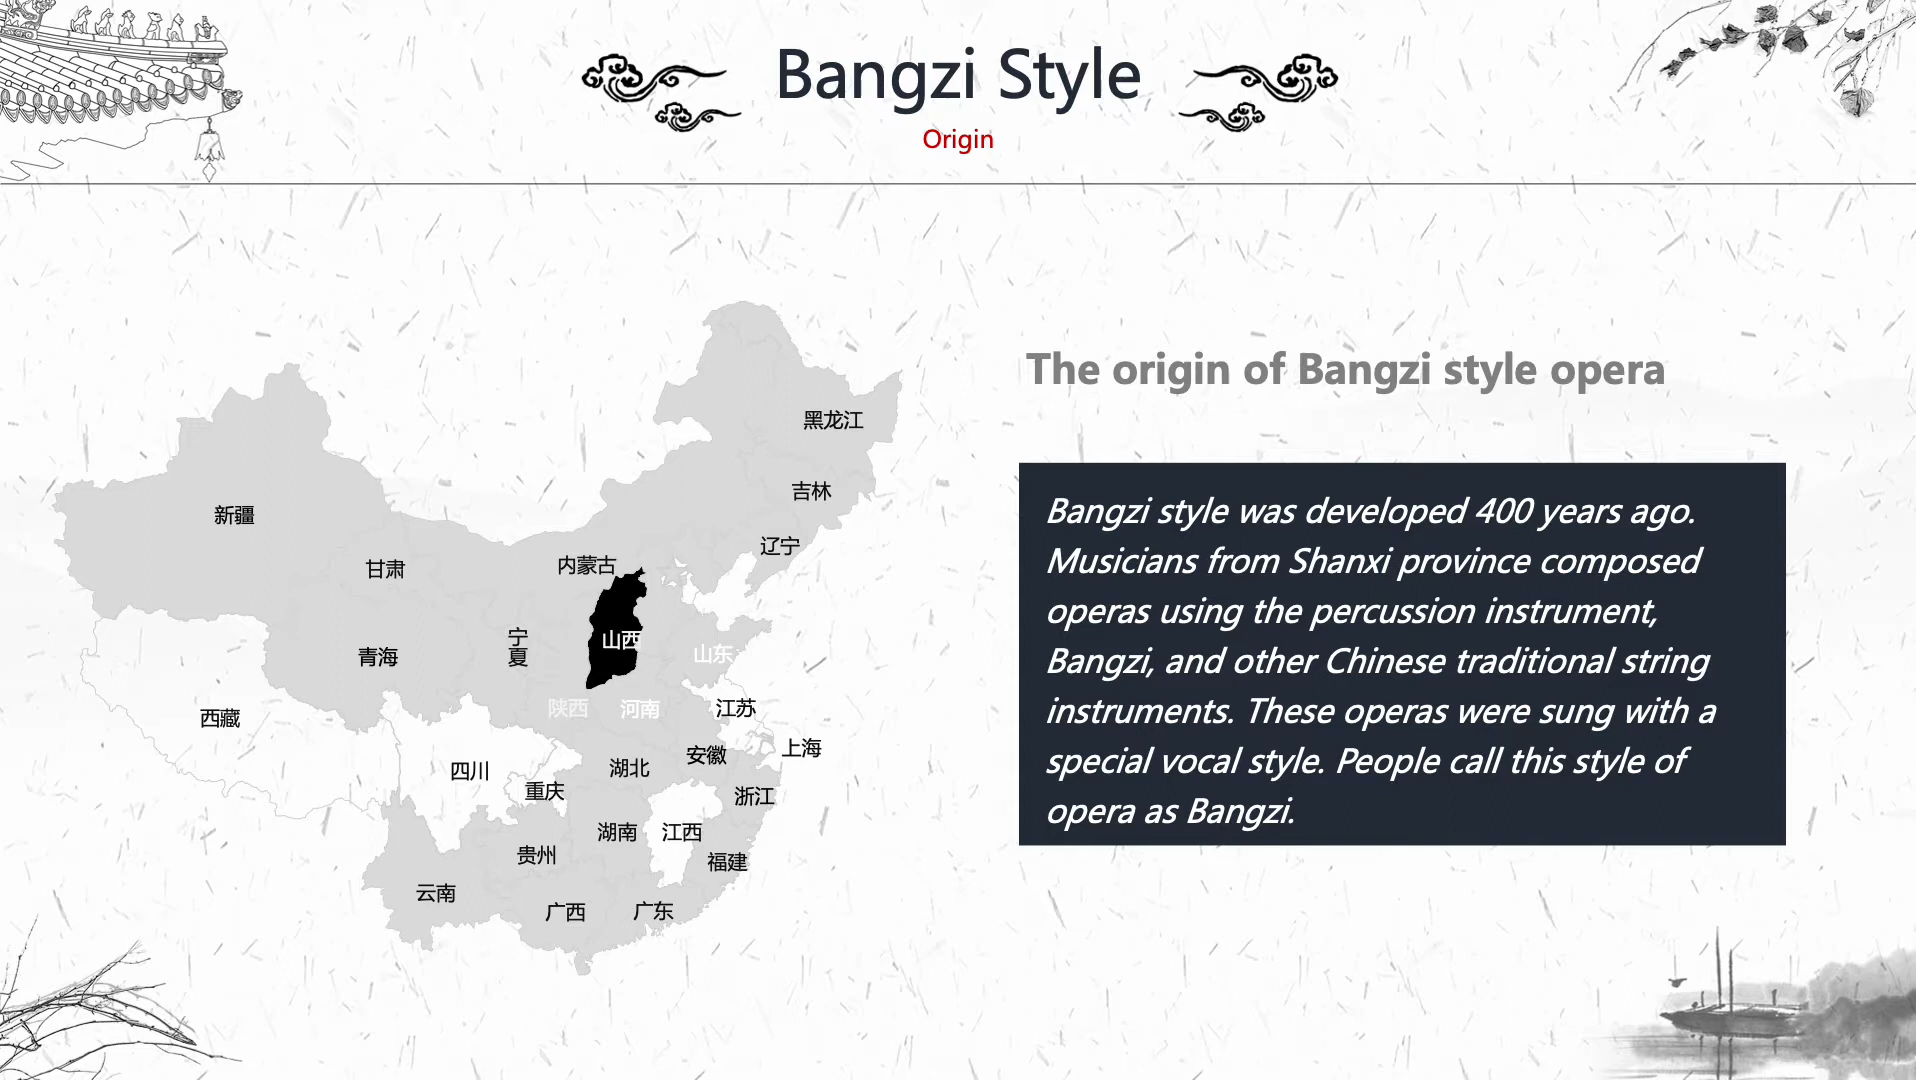 Bangzi Style
Origin
The origin of Bangzi style opera
Bangzi style was developed 400 years ago.
Musicians from Shanxi province composed
operas using the percussion instrument,
Bangzi, and other Chinese traditional string
instruments. These operas were sung with a
special vocal style. People call this style of
opera as Bangzi.
黑龙江
吉林
新疆
辽宁
内蒙古
甘肃
宁夏
山西
山东
青海
陕西
河南
江苏
西藏
上海
安徽
湖北
四川
重庆
浙江
湖南
江西
贵州
福建
云南
广西
广东